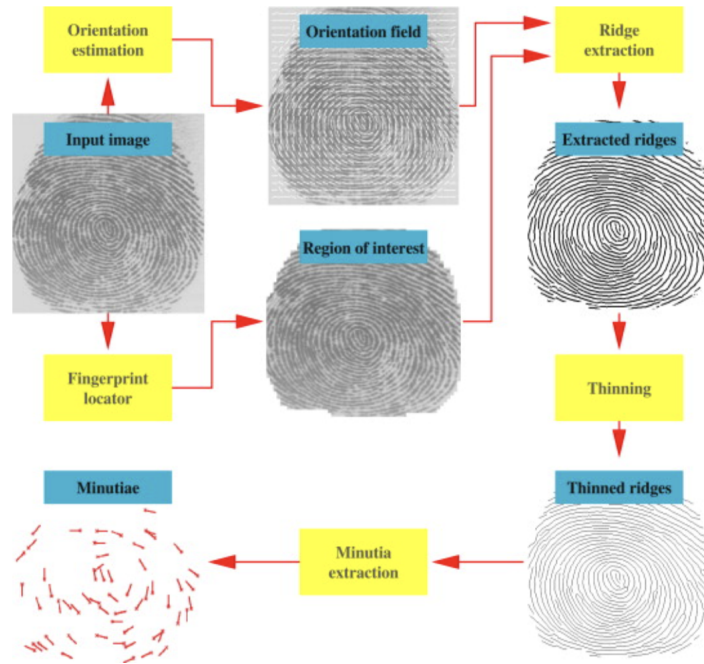 Orientation
estimation
Orientation field
Ridge
extraction
Input image
Extracted ridges
Region of interest
Fingerprint
locator
Thinning
Minutiae
Thinned ridges
Minutia
extraction